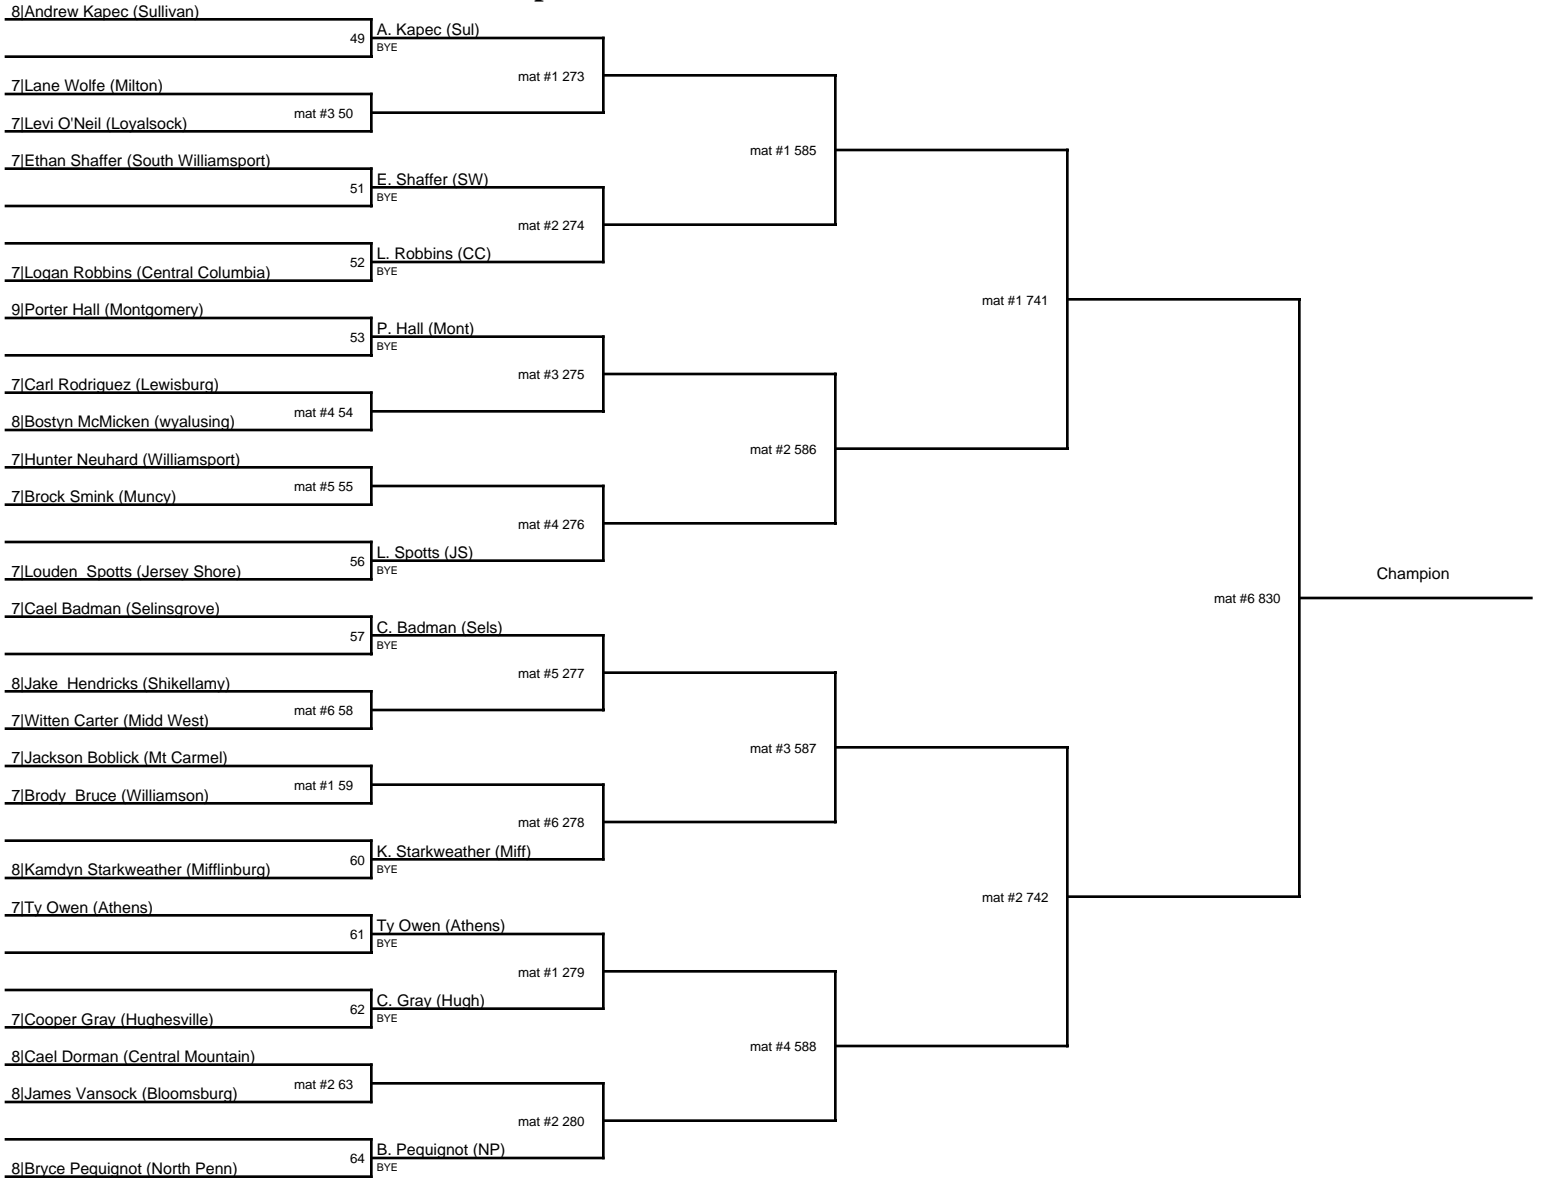 8|Andrew Kapec (Sullivan)
49
A. Kapec (Sul)
BYE
mat #1 273
7|Lane Wolfe (Milton)
mat #3 50
7|Levi O'Neil (Loyalsock)
mat #1 585
7|Ethan Shaffer (South Williamsport)
51
E. Shaffer (SW)
BYE
mat #2 274
52
L. Robbins (CC)
BYE
7|Logan Robbins (Central Columbia)
mat #1 741
9|Porter Hall (Montgomery)
53
P. Hall (Mont)
BYE
mat #3 275
7|Carl Rodriguez (Lewisburg)
mat #4 54
8|Bostyn McMicken (wyalusing)
mat #2 586
7|Hunter Neuhard (Williamsport)
mat #5 55
7|Brock Smink (Muncy)
mat #4 276
56
L. Spotts (JS)
BYE
7|Louden  Spotts (Jersey Shore)
Champion
mat #6 830
7|Cael Badman (Selinsgrove)
57
C. Badman (Sels)
BYE
mat #5 277
8|Jake  Hendricks (Shikellamy)
mat #6 58
7|Witten Carter (Midd West)
mat #3 587
7|Jackson Boblick (Mt Carmel)
mat #1 59
7|Brody  Bruce (Williamson)
mat #6 278
60
K. Starkweather (Miff)
BYE
8|Kamdyn Starkweather (Mifflinburg)
mat #2 742
7|Ty Owen (Athens)
61
Ty Owen (Athens)
BYE
mat #1 279
62
C. Gray (Hugh)
BYE
7|Cooper Gray (Hughesville)
mat #4 588
8|Cael Dorman (Central Mountain)
mat #2 63
8|James Vansock (Bloomsburg)
mat #2 280
64
B. Pequignot (NP)
BYE
8|Bryce Pequignot (North Penn)